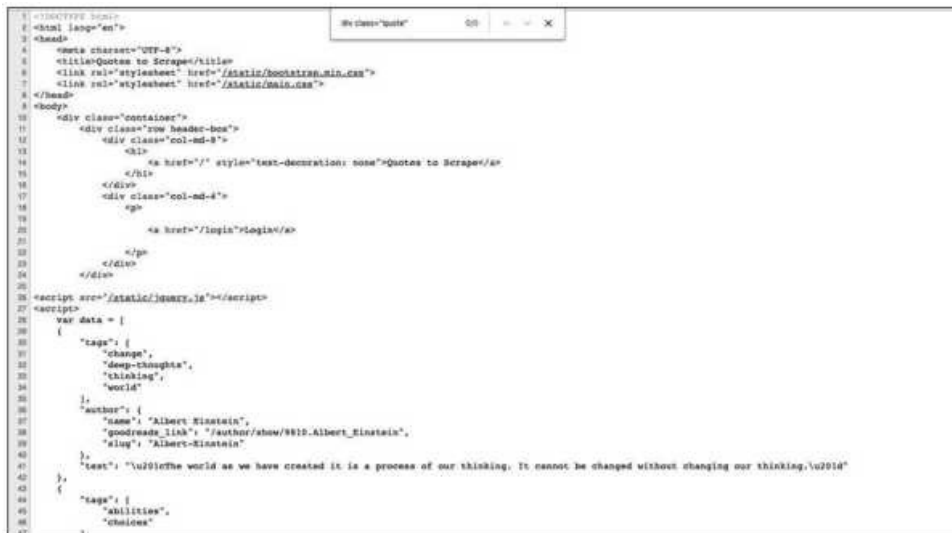 div class="quote" 0/0
1 <!DOCTYPE html>
2 <html lang="en">
3 <head>
4 <meta charset="UTF-8">
5 <title>Quotes to Scrape</title>
6 <link rel="stylesheet" href="/static/bootstrap.min.css">
7 <link rel="stylesheet" href="/static/main.css">
8 </head>
9 <body>
10 <div class="container">
11 <div class="row header-box">
12 <div class="col-md-8">
13 <h1>
14 <a href="/" style="text-decoration: none">Quotes to Scrape</a>
15 </h1>
16 </div>
17 <div class="col-md-4">
18 <p>
19
20 <a href="/login">Login</a>
21
22 </p>
23 </div>
24 </div>
25
26 <script src="/static/jquery.js"></script>
27 <script>
28 var data = [
29 {
30 "tags": [
31 "change",
32 "deep-thoughts",
33 "thinking",
34 "world"
35 ],
36 "author": {
37 "name": "Albert Einstein",
38 "goodreads_link": "/author/show/9810.Albert_Einstein",
39 "slug": "Albert-Einstein"
40 },
41 "text": "\u201cThe world as we have created it is a process of our thinking. It cannot be changed without changing our thinking.\u201d"
42 },
43 {
44 "tags": [
45 "abilities",
46 "choices"
47 ],